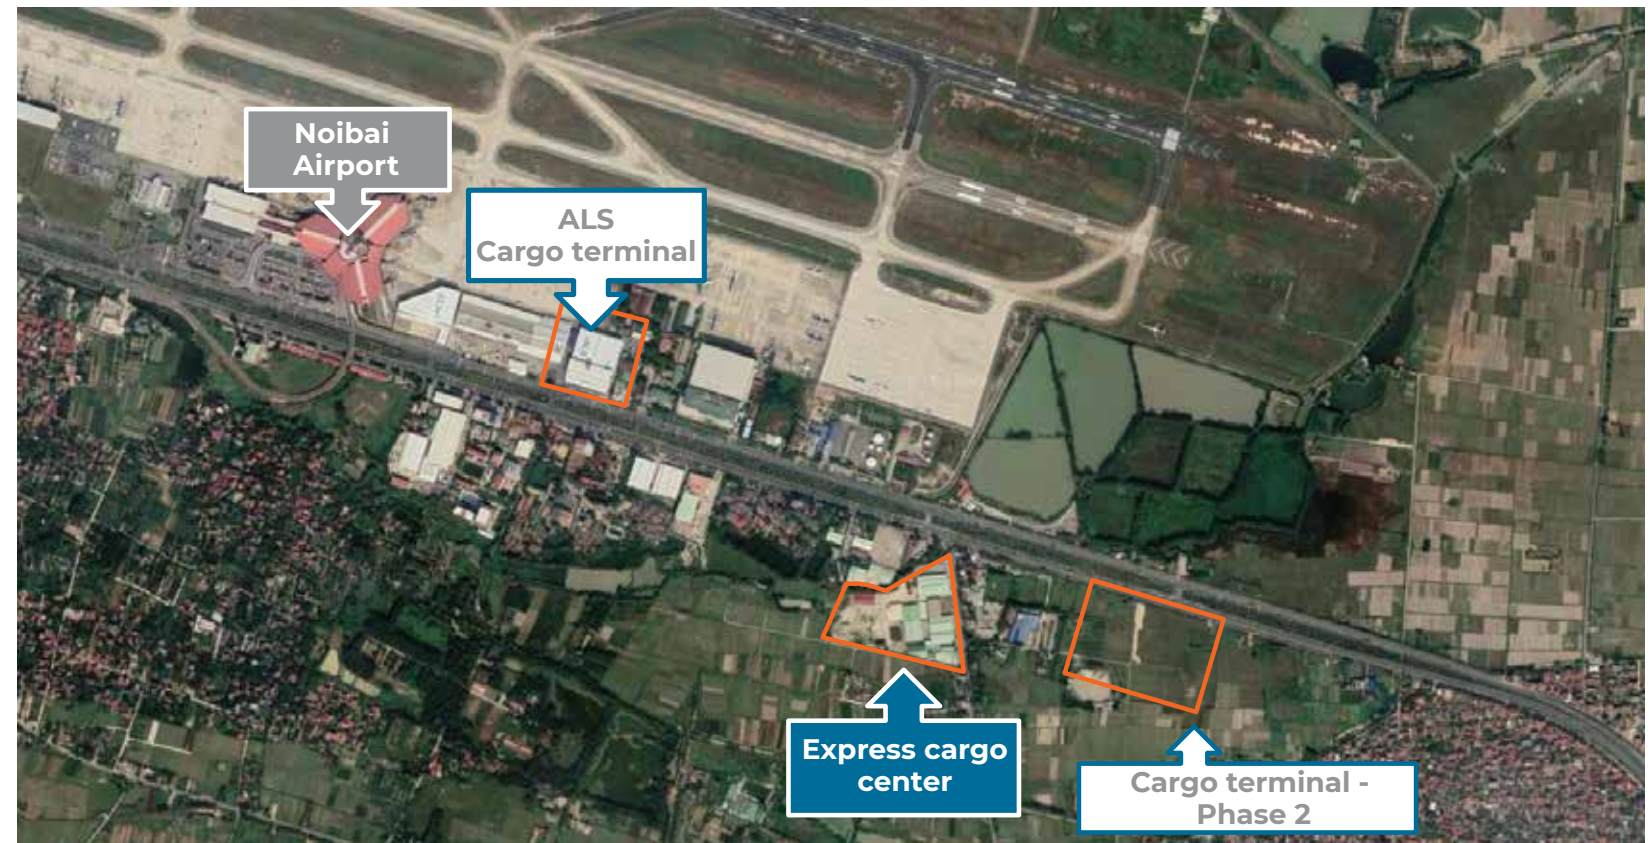 Noibai
Airport
ALS
Cargo terminal
Express cargo
center
Cargo terminal -
Phase 2